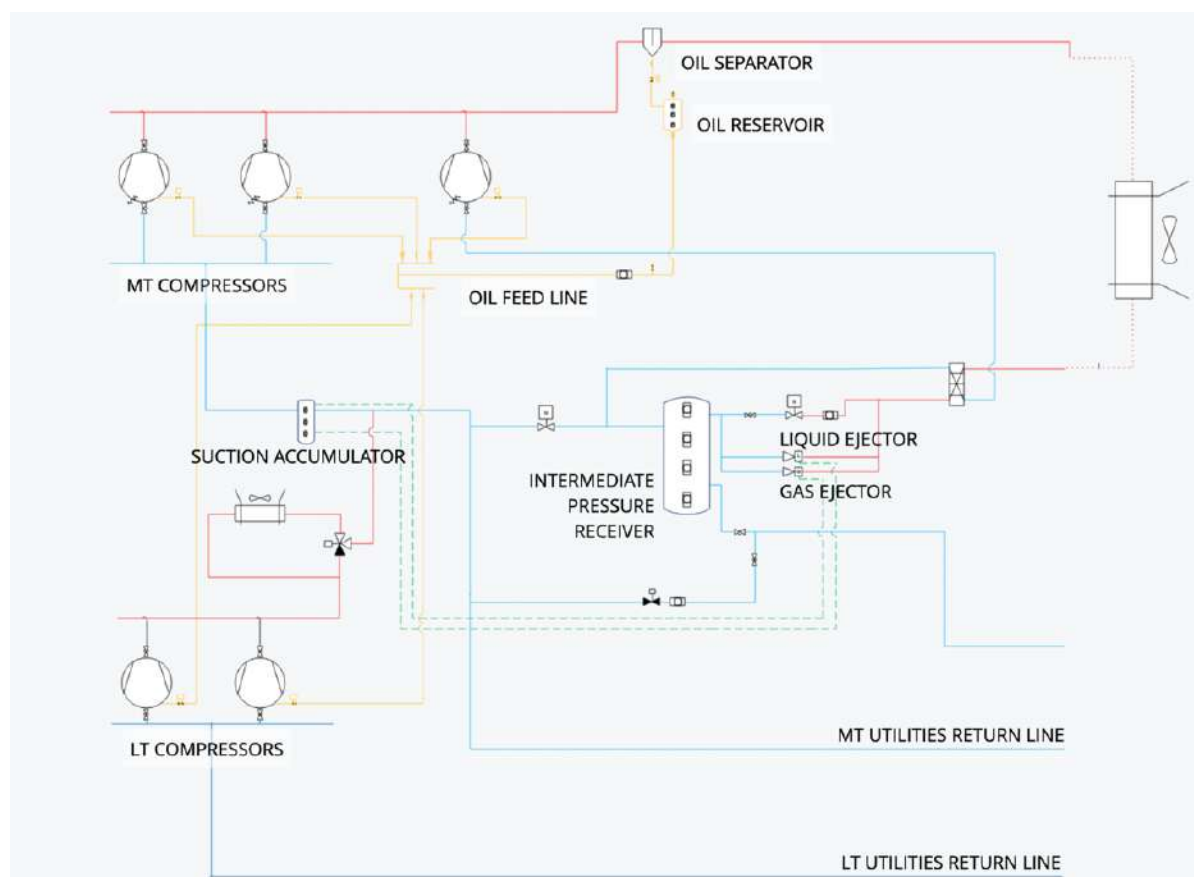 OIL SEPARATOR
OIL RESERVOIR
MT COMPRESSORS
OIL FEED LINE
SUCTION ACCUMULATOR
LIQUID EJECTOR
INTERMEDIATE
PRESSURE
RECEIVER
GAS EJECTOR
LT COMPRESSORS
MT UTILITIES RETURN LINE
LT UTILITIES RETURN LINE